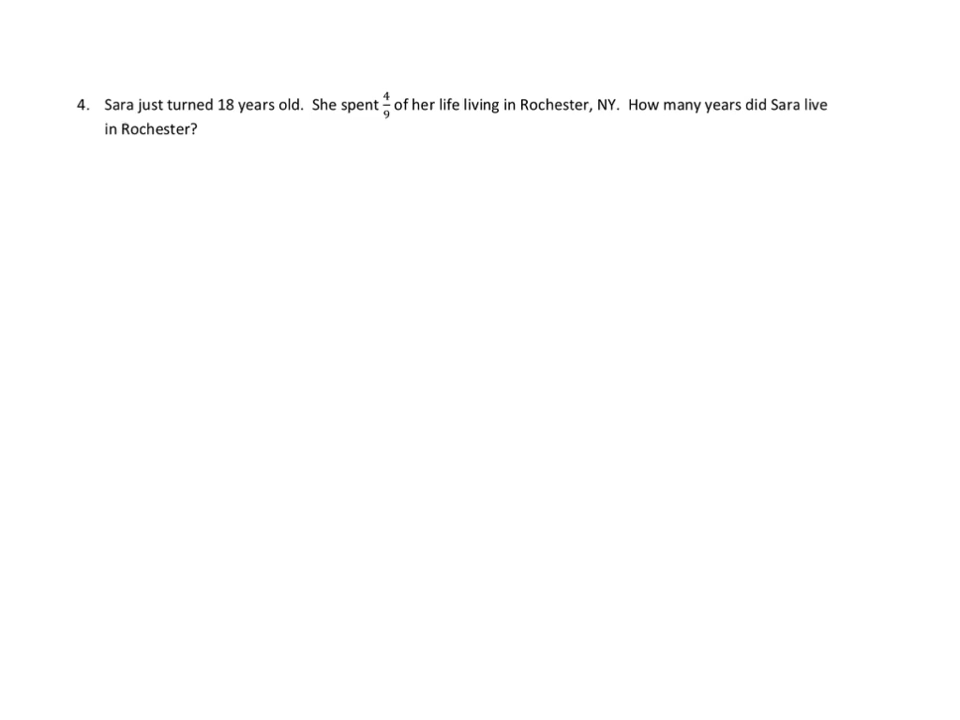 4. Sara just turned 18 years old. She spent 4/9 of her life living in Rochester, NY. How many years did Sara live
in Rochester?